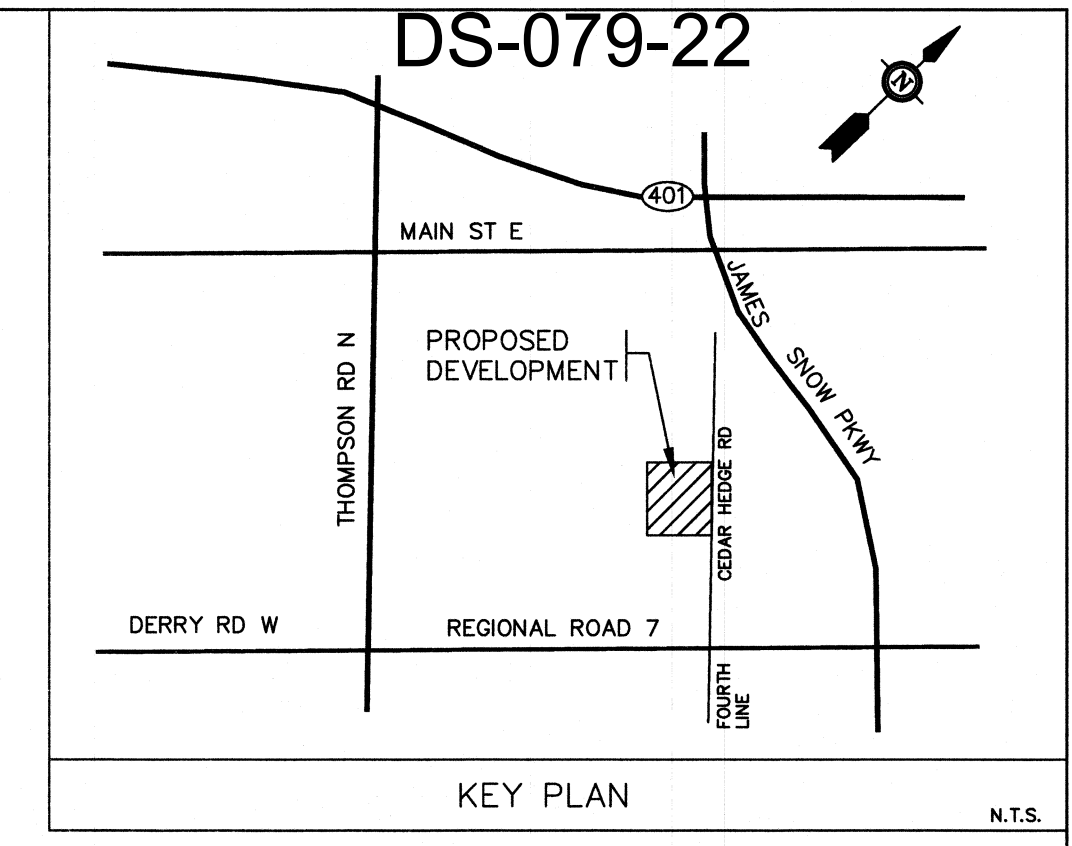 DS-079-22
N
401
MAIN ST E
JAMES SNOW PKWY
PROPOSED
DEVELOPMENT
THOMPSON RD N
CEDAR HEDGE RD
DERRY RD W
REGIONAL ROAD 7
FOURTH
LINE
KEY PLAN
N.T.S.